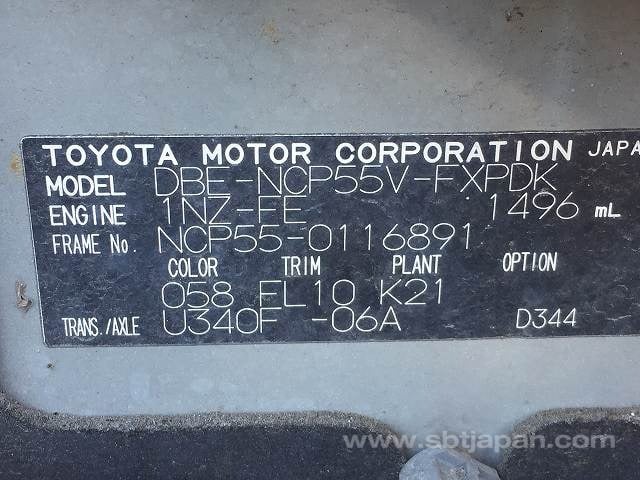 TOYOTA MOTOR CORPORATION JAPA
MODEL DBE-NCP55V-FXPDK
ENGINE 1NZ-FE 1496 mL
FRAME No. NCP55-0116891
COLOR TRIM PLANT OPTION
058 FL10 K21
TRANS./AXLE U340F -06A D344
www.sbtjapan.com